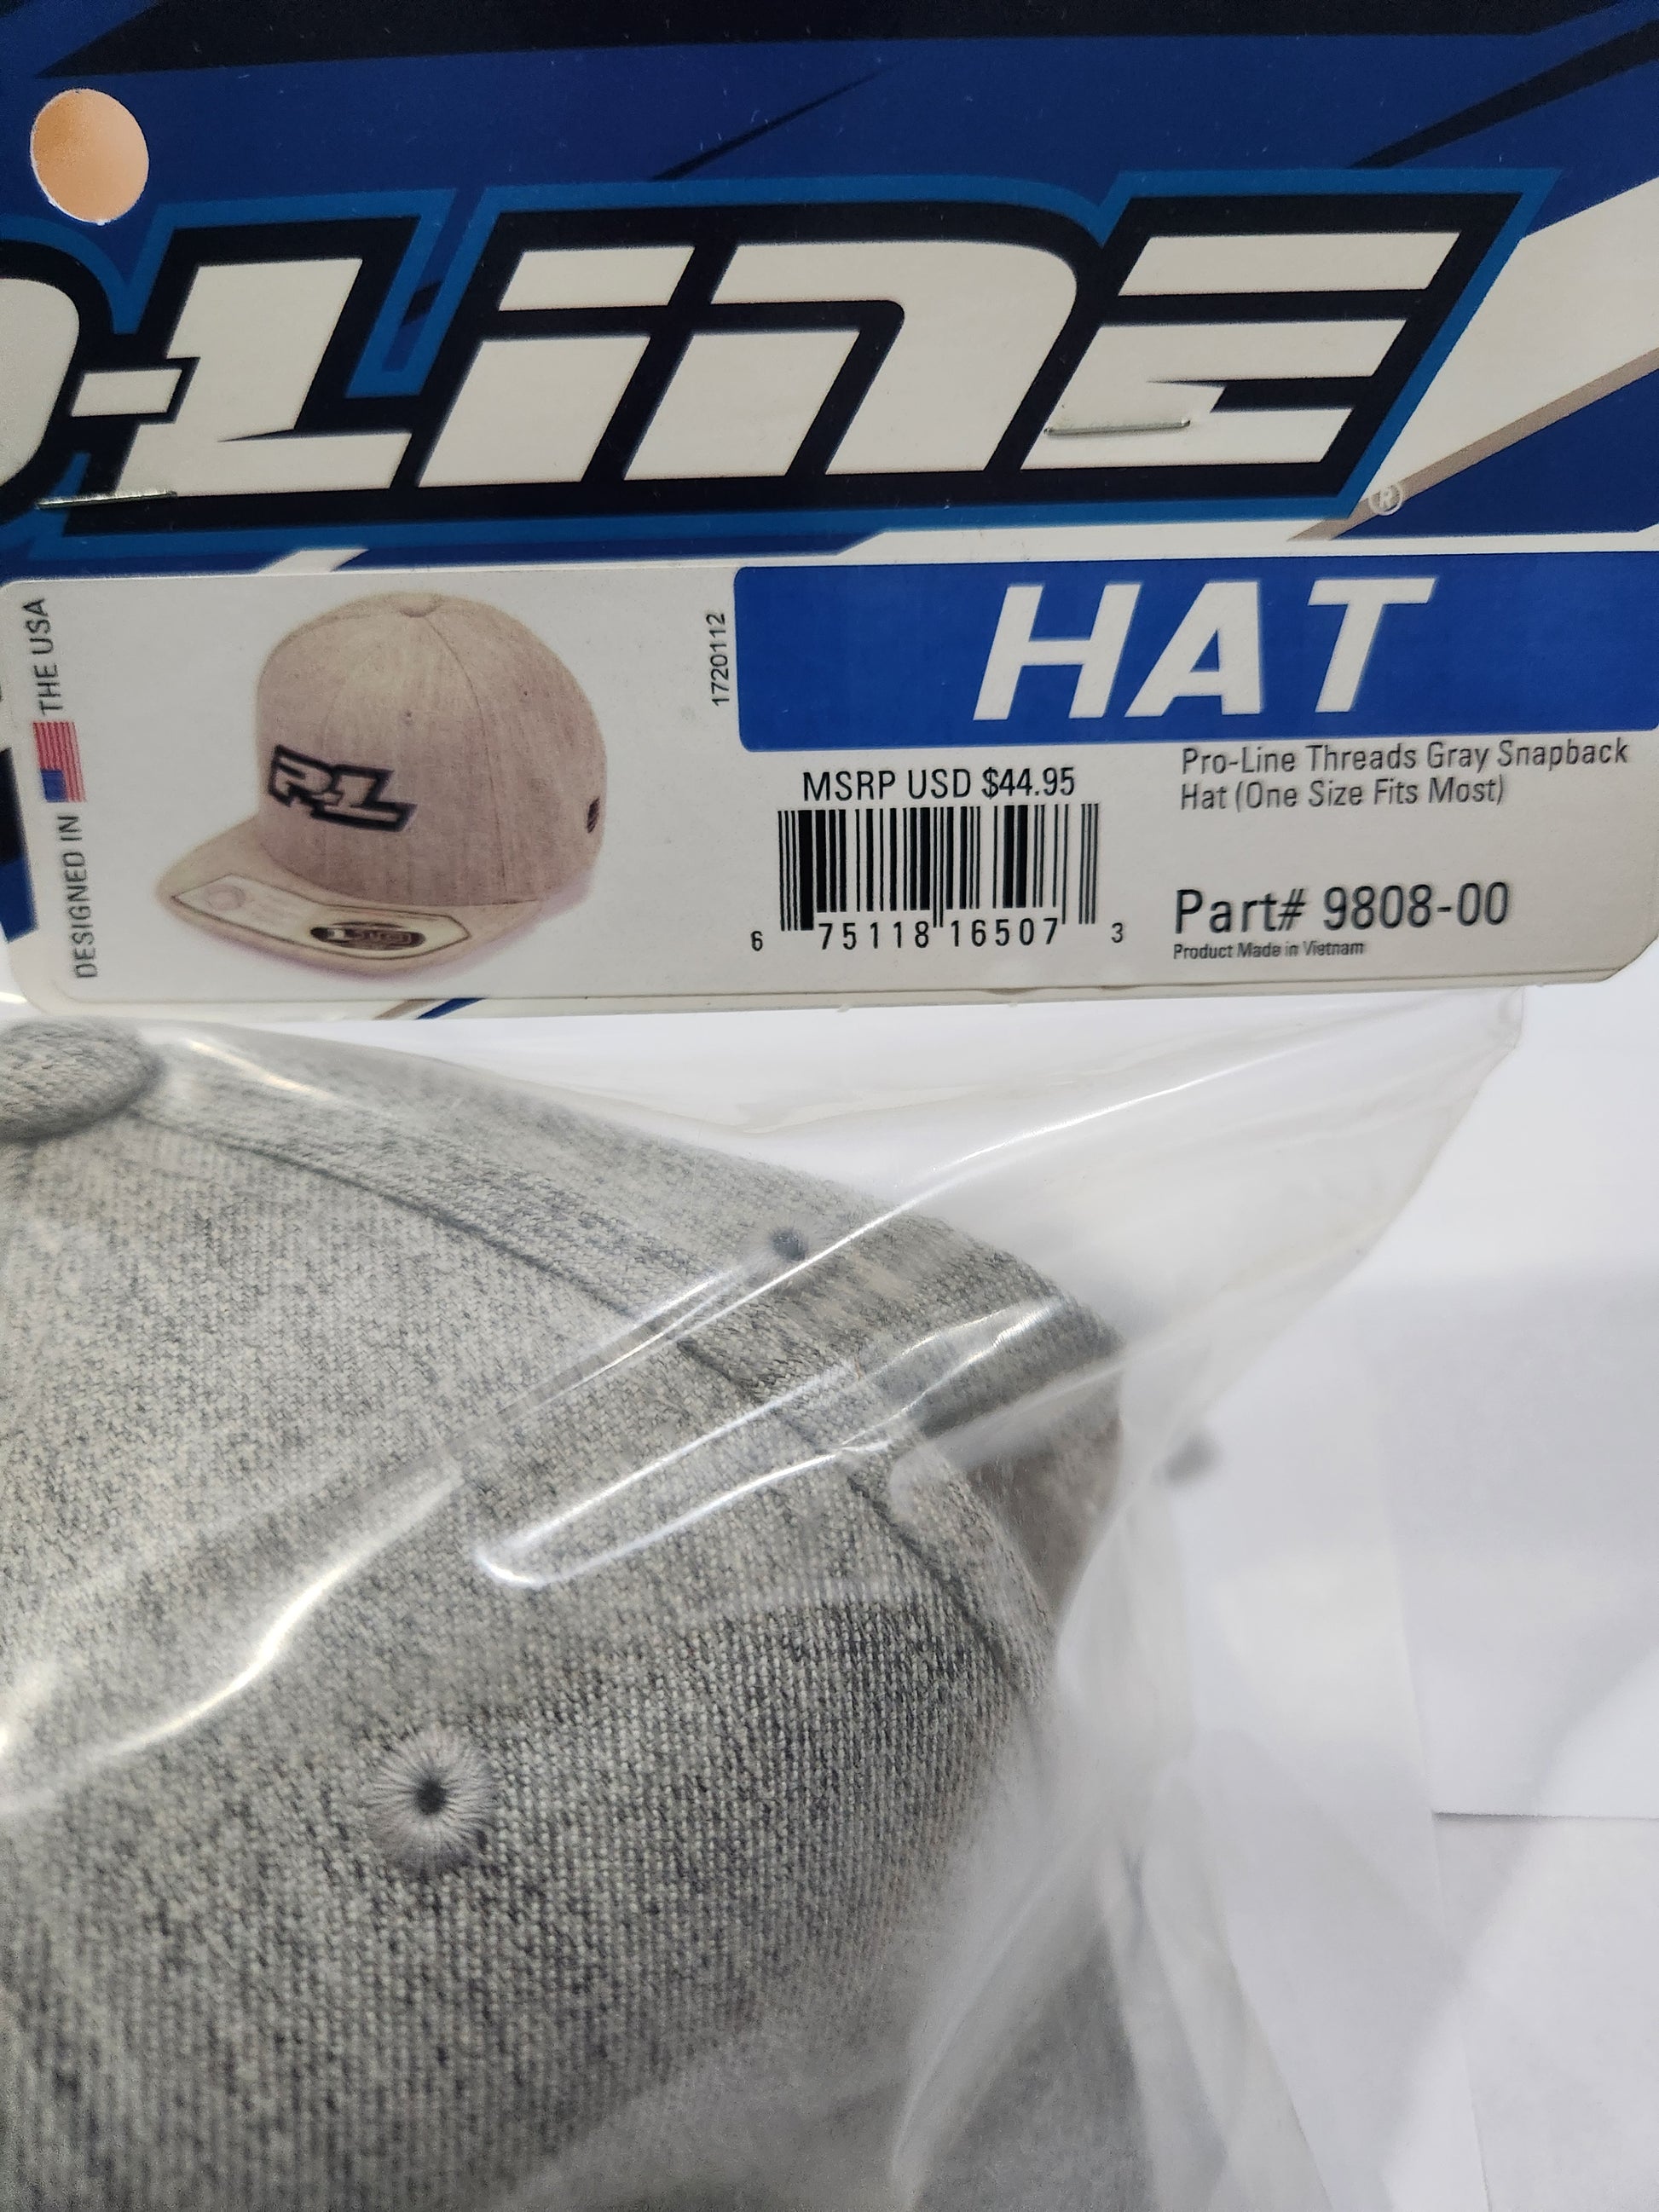 O-LINE®
DESIGNED IN THE USA
PL
1720112
HAT
MSRP USD $44.95
6 75118 16507 3
Pro-Line Threads Gray Snapback
Hat (One Size Fits Most)
Part# 9808-00
Product Made in Vietnam